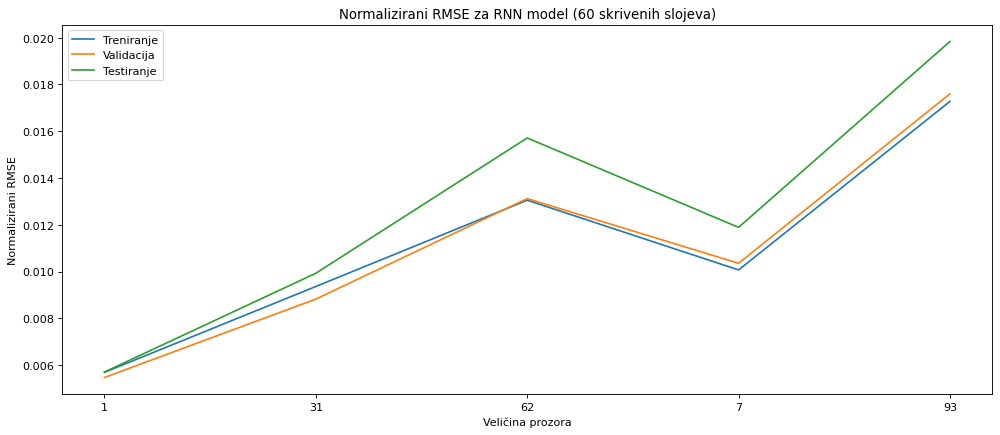 Normalizirani RMSE za RNN model (60 skrivenih slojeva)
Treniranje
Validacija
Testiranje
Normalizirani RMSE
0.020
0.018
0.016
0.014
0.012
0.010
0.008
0.006
1 31 62 7 93
Veličina prozora